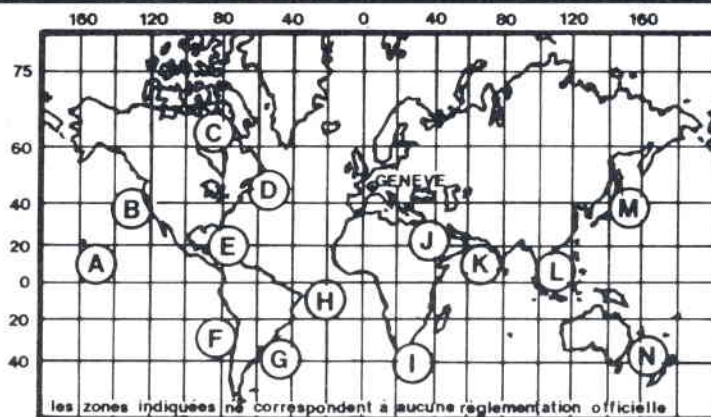 160 120 80 40 0 40 80 120 160
75
60
40
20
0
20
40
C
D
B
E
GENEVE
M
J
A
K
L
H
F
G
I
N
les zones indiquées ne correspondent à aucune réglementation officielle